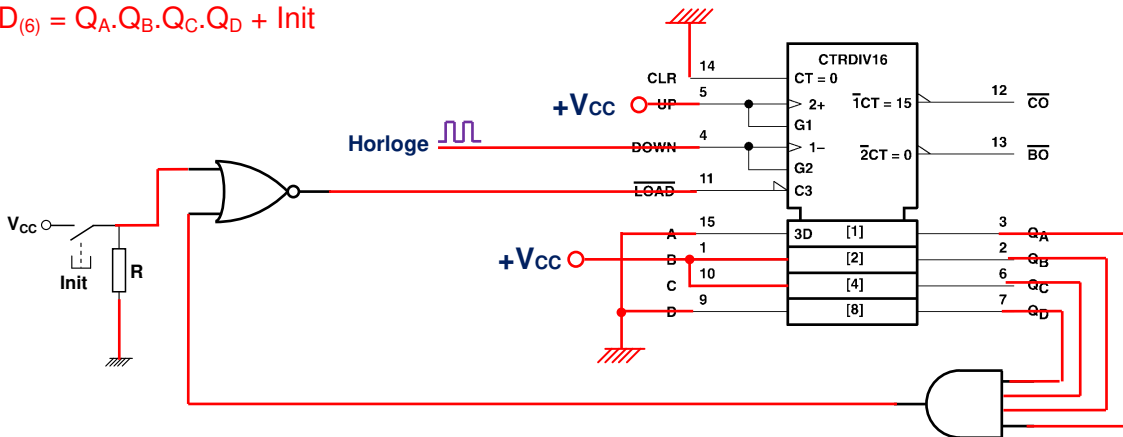 D(6) = QA.QB.QC.QD + Init
CTRDIV16
CLR 14 CT = 0
+VCC UP 5 2+ 1CT = 15 12 CO
G1
Horloge DOWN 4 1– 2CT = 0 13 BO
G2
LOAD 11 C3
VCC
Init
R
A 15 3D [1] 3 QA
+VCC B 1 [2] 2 QB
C 10 [4] 6 QC
D 9 [8] 7 QD